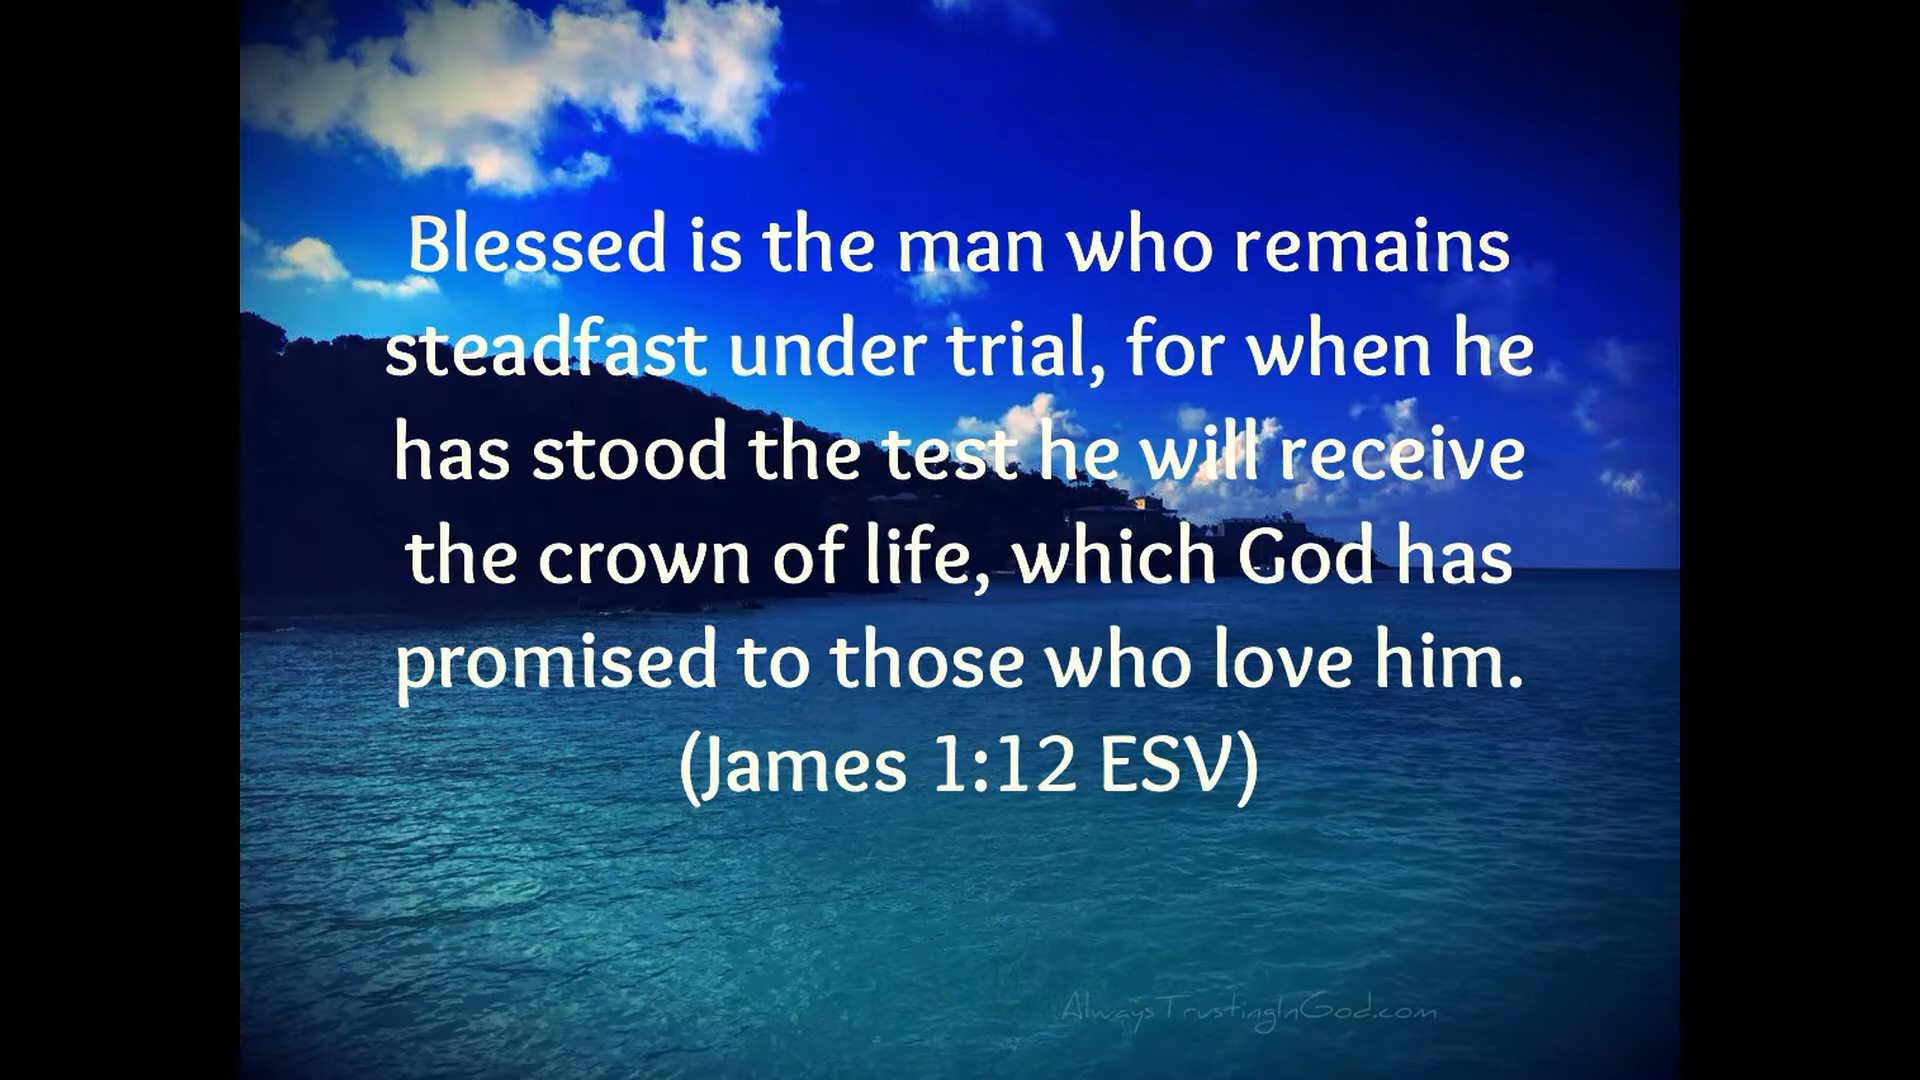 Blessed is the man who remains
steadfast under trial, for when he
has stood the test he will receive
the crown of life, which God has
promised to those who love him.
(James 1:12 ESV)
AlwaysTrustingInGod.com